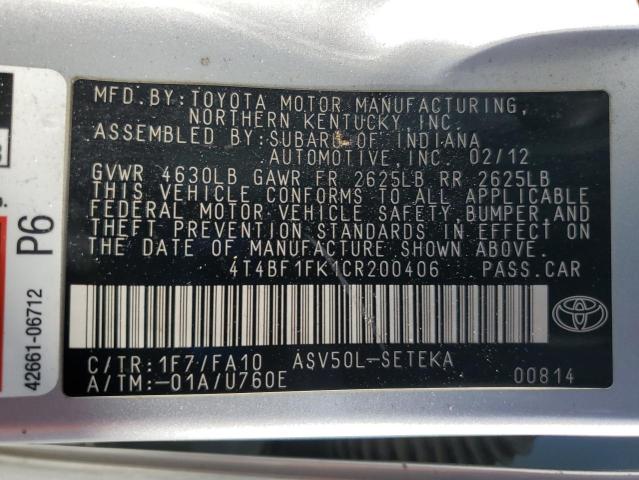 MFD.BY:TOYOTA MOTOR MANUFACTURING,
NORTHERN KENTUCKY, INC.
ASSEMBLED BY:SUBARU OF INDIANA
AUTOMOTIVE, INC 02/12
GVWR 4630LB GAWR FR 2625LB RR 2625LB
THIS VEHICLE CONFORMS TO ALL APPLICABLE
FEDERAL MOTOR VEHICLE SAFETY,BUMPER,AND
THEFT PREVENTION STANDARDS IN EFFECT ON
THE DATE OF MANUFACTURE SHOWN ABOVE.
4T4BF1FK1CR200406 PASS.CAR
C/TR:1F7/FA10 ASV50L-SETEKA
A/TM:-01A/U760E 00814
P6
42661-06712